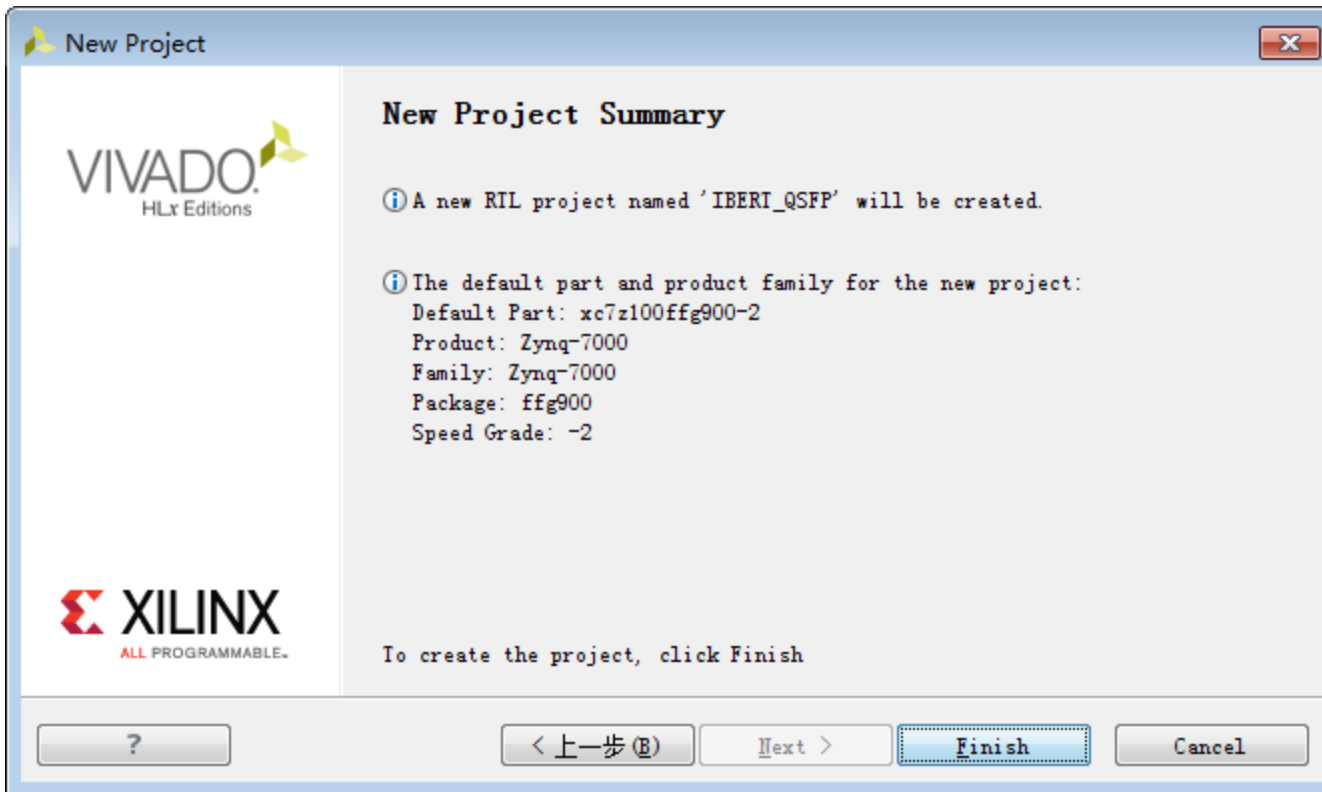 New Project
VIVADO.
HLx Editions
New Project Summary
A new RTL project named 'IBERT_QSFP' will be created.
The default part and product family for the new project:
Default Part: xc7z100ffg900-2
Product: Zynq-7000
Family: Zynq-7000
Package: ffg900
Speed Grade: -2
XILINX
ALL PROGRAMMABLE™
To create the project, click Finish
?
< 上一步(B)
Next >
Finish
Cancel